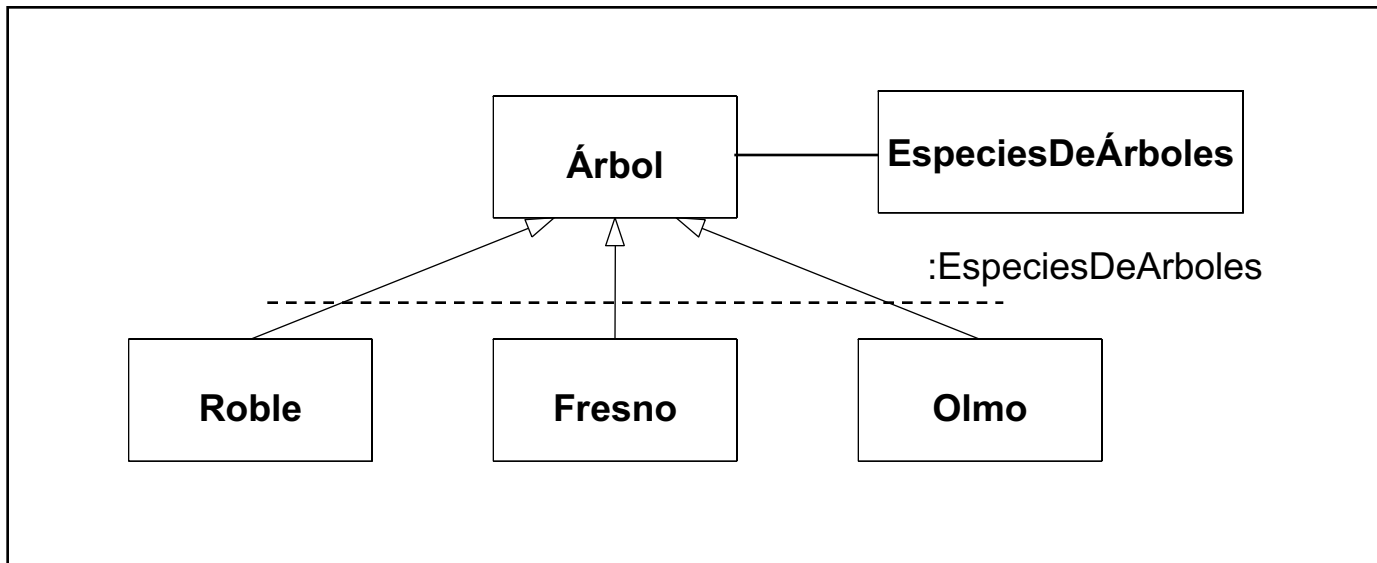 Árbol
EspeciesDeÁrboles
:EspeciesDeArboles
Roble
Fresno
Olmo